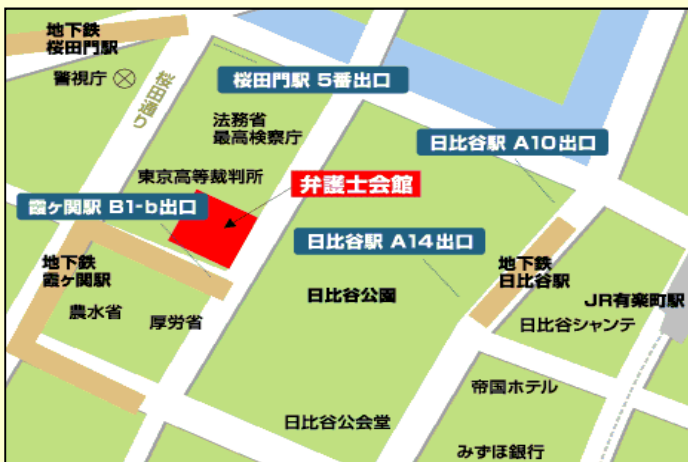 地下鉄
桜田門駅
警視庁
桜田通り
桜田門駅 5番出口
法務省
最高検察庁
日比谷駅 A10出口
東京高等裁判所
弁護士会館
霞ヶ関駅 B1-b出口
日比谷駅 A14出口
地下鉄
霞ヶ関駅
地下鉄
日比谷駅
日比谷公園
JR有楽町駅
農水省
厚労省
日比谷シャンテ
帝国ホテル
日比谷公会堂
みずほ銀行